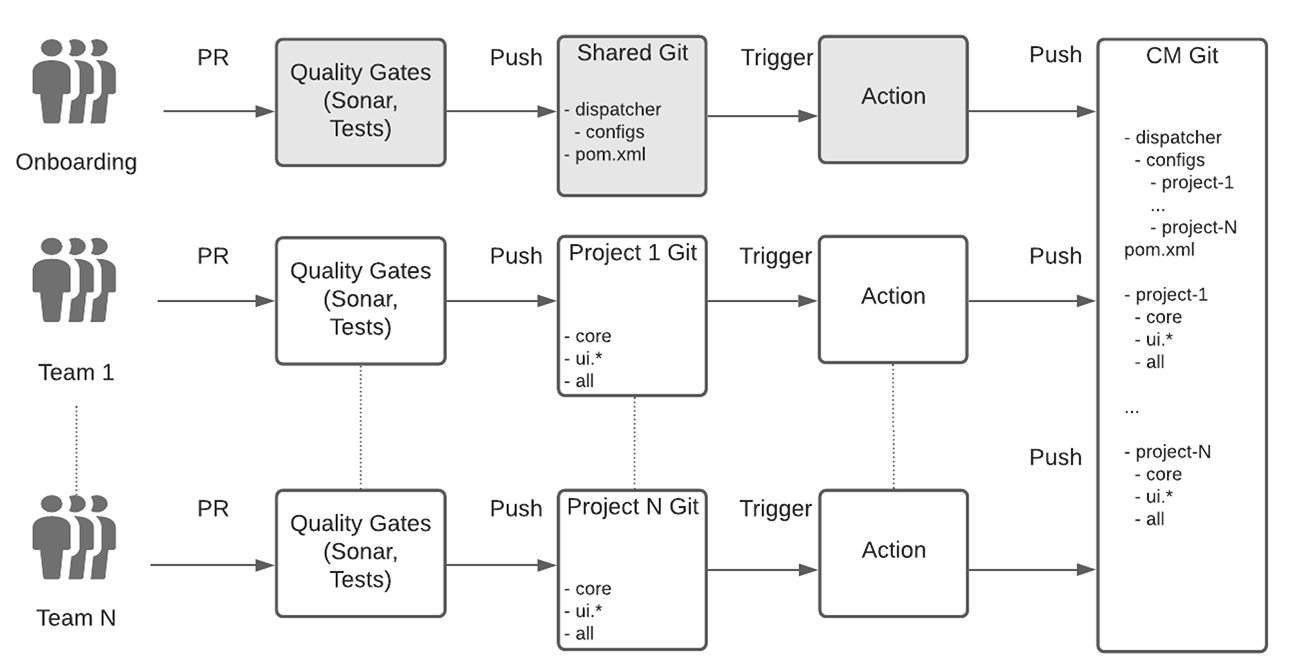 PR
Quality Gates
(Sonar,
Tests)
Push
Shared Git
- dispatcher
- configs
- pom.xml
Trigger
Action
Push
Onboarding
PR
Quality Gates
(Sonar,
Tests)
Push
Project 1 Git
- core
- ui.*
- all
Trigger
Action
Push
Team 1
PR
Quality Gates
(Sonar,
Tests)
Push
Project N Git
- core
- ui.*
- all
Trigger
Action
Push
Team N
CM Git
- dispatcher
- configs
- project-1
...
- project-N
pom.xml
- project-1
- core
- ui.*
- all
...
- project-N
- core
- ui.*
- all